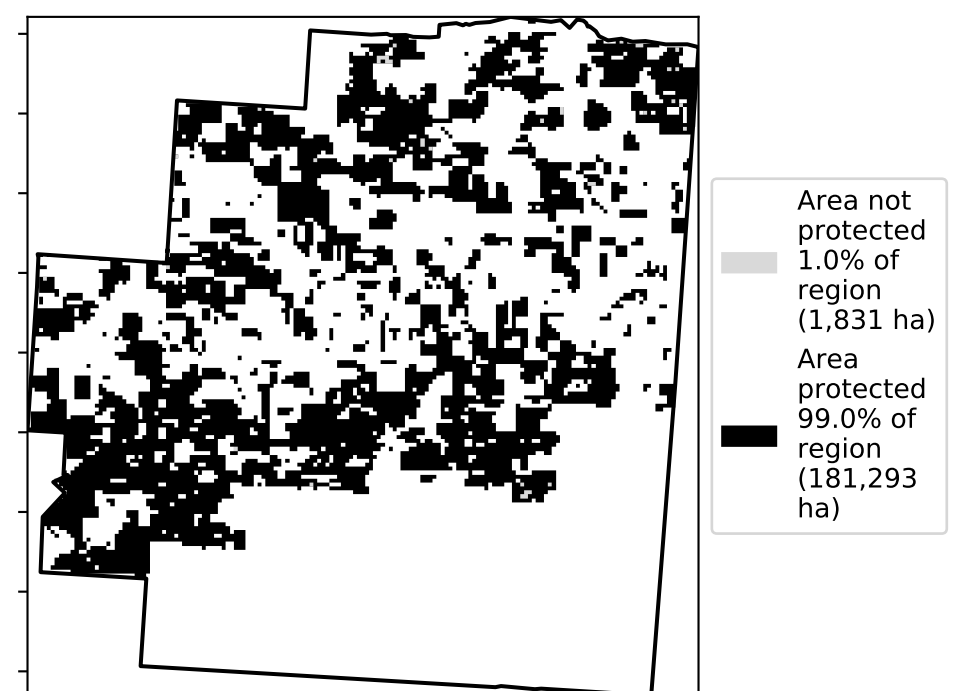 Area not
protected
1.0% of
region
(1,831 ha)
Area
protected
99.0% of
region
(181,293
ha)